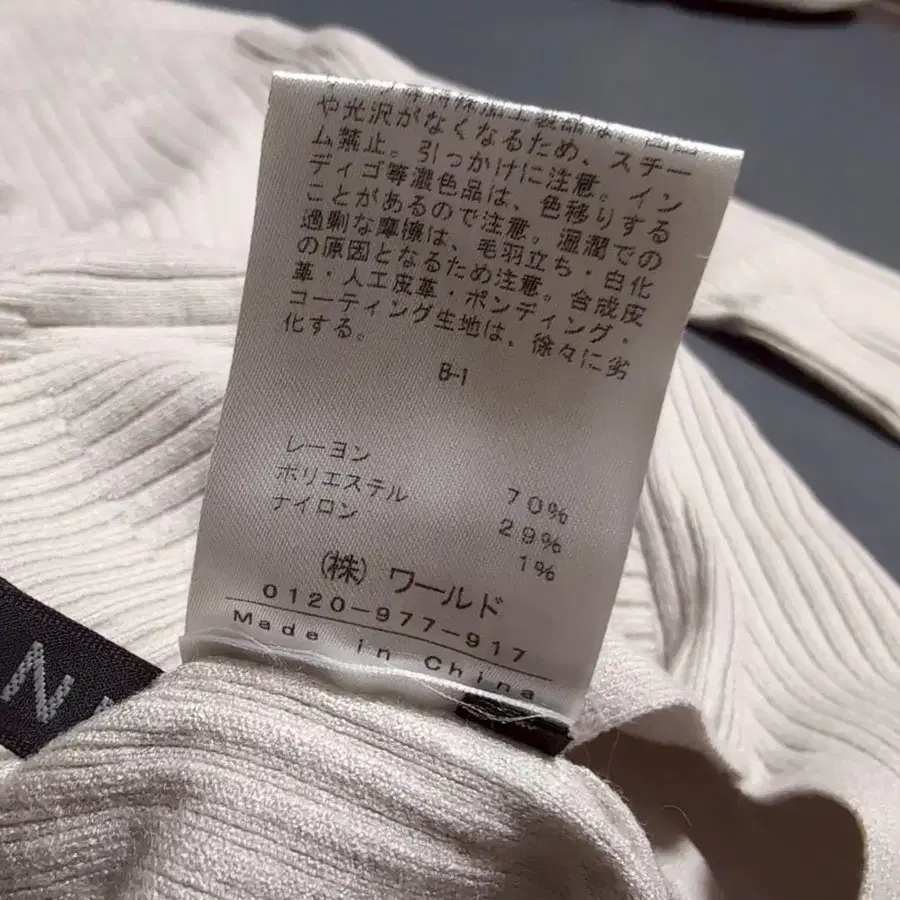 や光沢がなくなるため、スチー
ム禁止。引っかけに注意。イン
ディゴ等濃色品は、色移りする
ことがあるので注意。湿潤での
過剰な摩擦は、毛羽立ち・白化
の原因となるため注意。合成皮
革・人工皮革・ボンディング・
コーティング生地は、徐々に劣
化する。
B-I
レーヨン 70%
ポリエステル 29%
ナイロン 1%
(株) ワールド
0120-977-917
Made in China
N